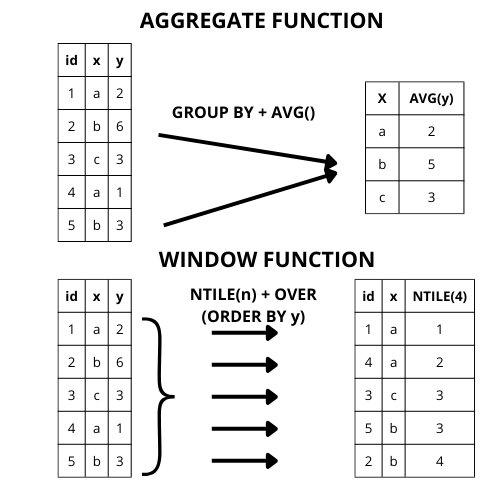 AGGREGATE FUNCTION
id x y
1 a 2
2 b 6
3 c 3
4 a 1
5 b 3
GROUP BY + AVG()
X AVG(y)
a 2
b 5
c 3
WINDOW FUNCTION
id x y
1 a 2
2 b 6
3 c 3
4 a 1
5 b 3
NTILE(n) + OVER
(ORDER BY y)
id x NTILE(4)
1 a 1
4 a 2
3 c 3
5 b 3
2 b 4